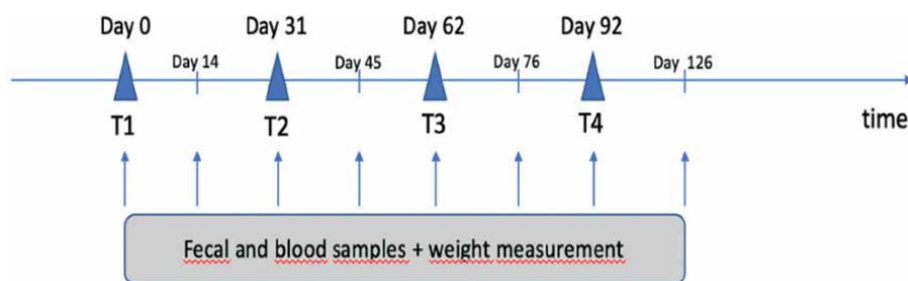 Day 0 Day 31 Day 62 Day 92
Day 14 Day 45 Day 76 Day 126
T1 T2 T3 T4 time
Fecal and blood samples + weight measurement